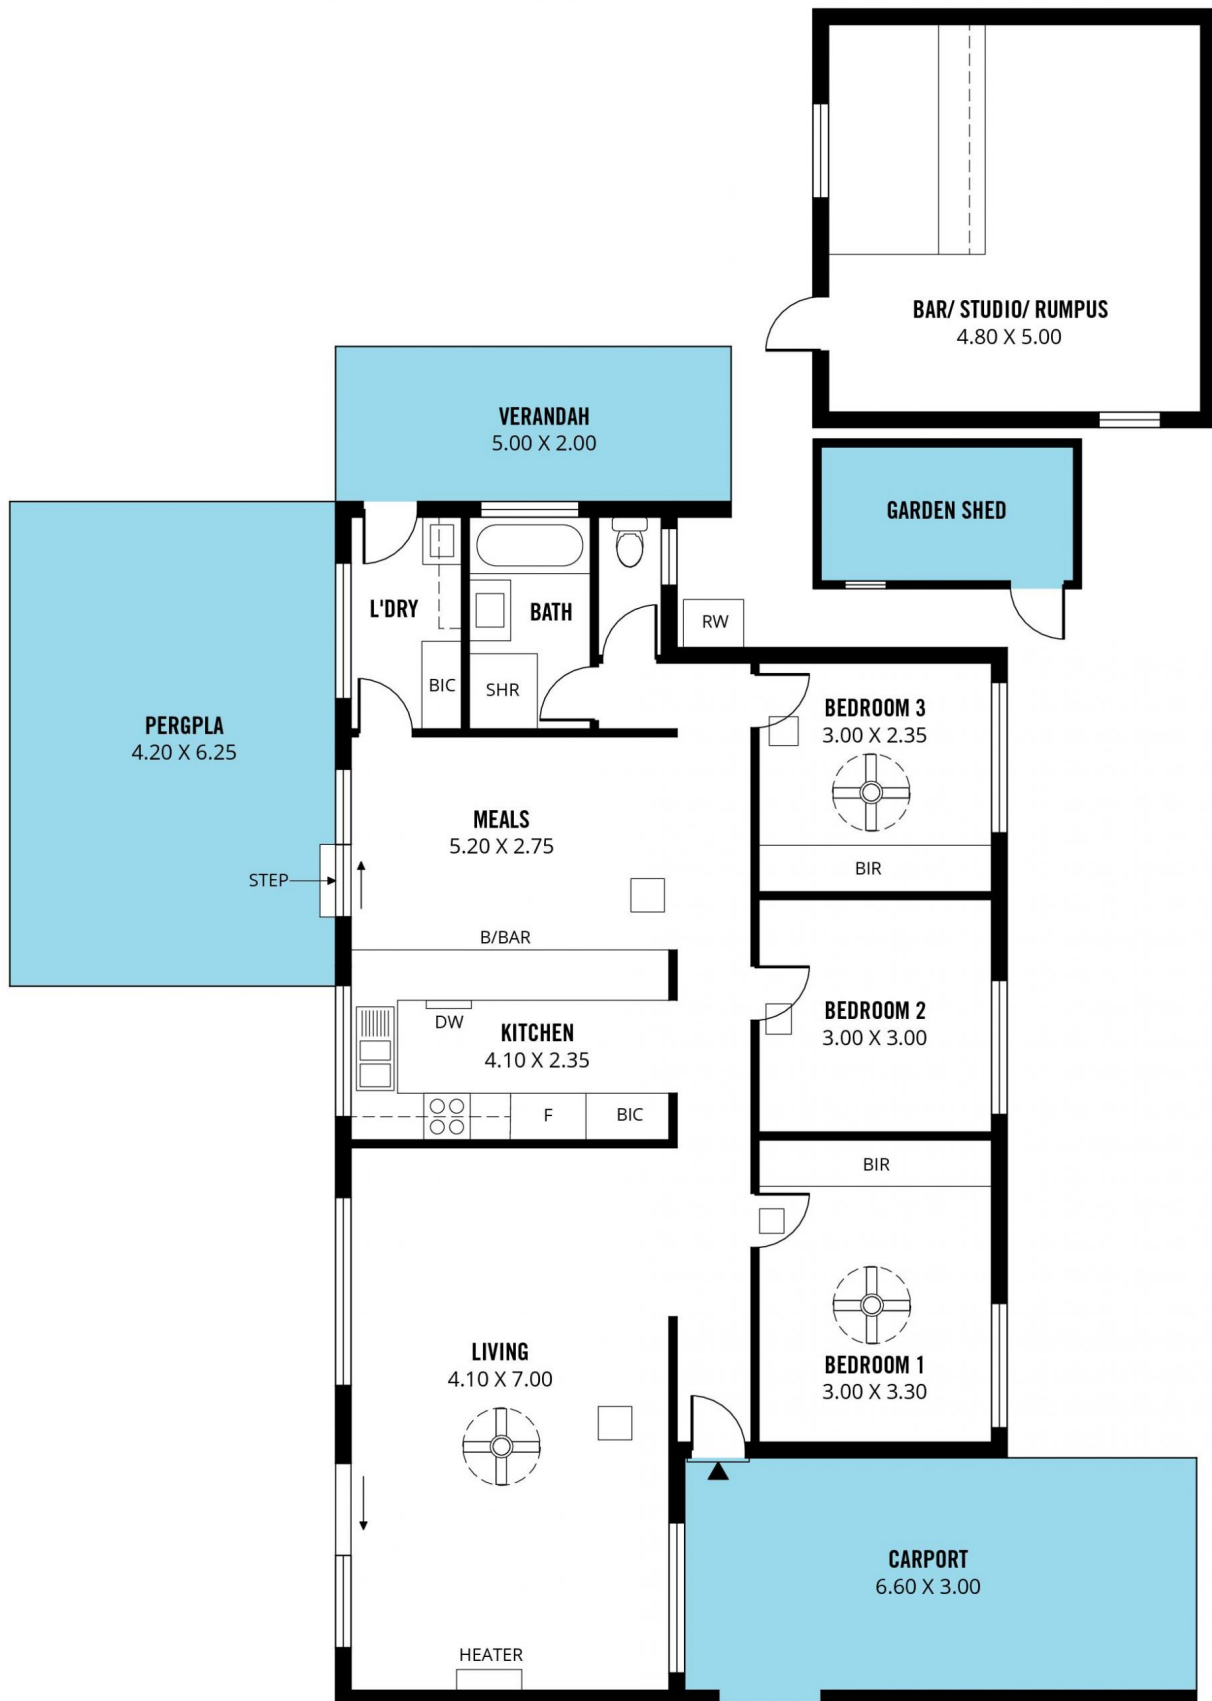 BAR/ STUDIO/ RUMPUS
4.80 X 5.00
VERANDAH
5.00 X 2.00
GARDEN SHED
L'DRY
BATH
RW
BIC
SHR
PERGPLA
4.20 X 6.25
BEDROOM 3
3.00 X 2.35
MEALS
5.20 X 2.75
BIR
STEP
B/BAR
DW
KITCHEN
4.10 X 2.35
BEDROOM 2
3.00 X 3.00
F
BIC
BIR
LIVING
4.10 X 7.00
BEDROOM 1
3.00 X 3.30
CARPORT
6.60 X 3.00
HEATER